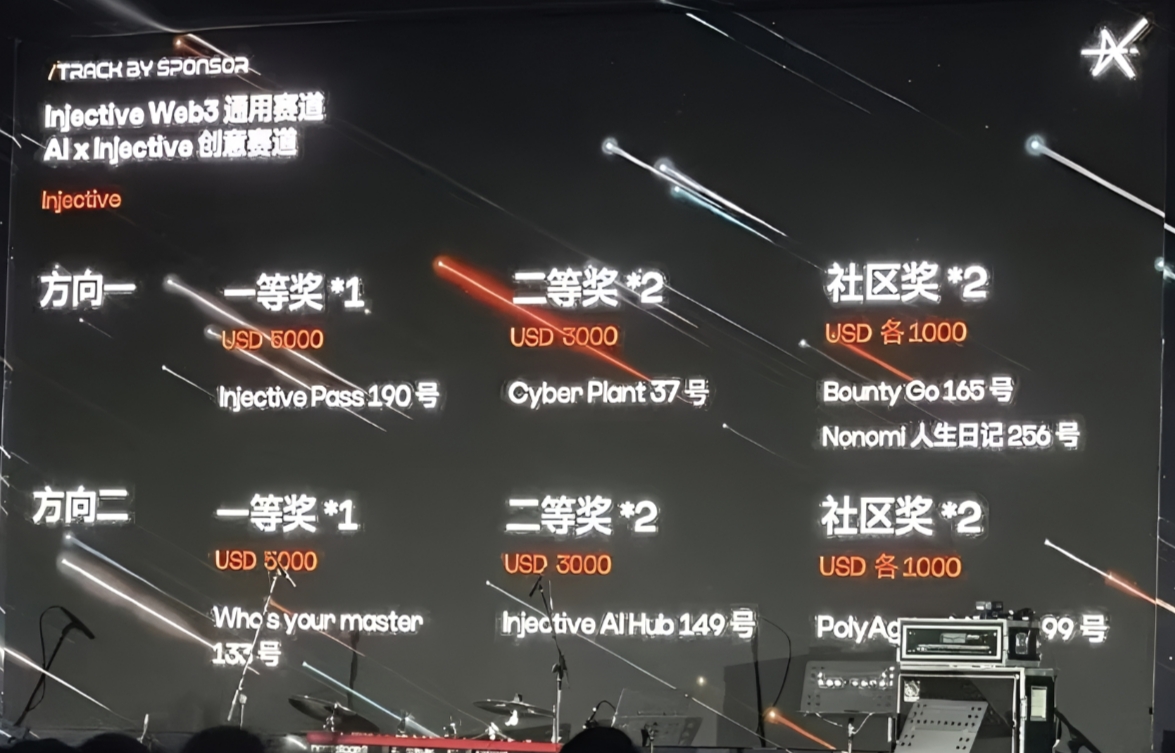 /TRACK BY SPONSOR
Injective Web3 通用赛道
AI x Injective 创意赛道
Injective
方向一
一等奖 *1
USD 5000
Injective Pass 190 号
二等奖 *2
USD 3000
Cyber Plant 37 号
社区奖 *2
USD 各 1000
Bounty Go 165 号
Nonomi 人生日记 256 号
方向二
一等奖 *1
USD 5000
Who's your master
133 号
二等奖 *2
USD 3000
Injective AI Hub 149 号
社区奖 *2
USD 各 1000
号